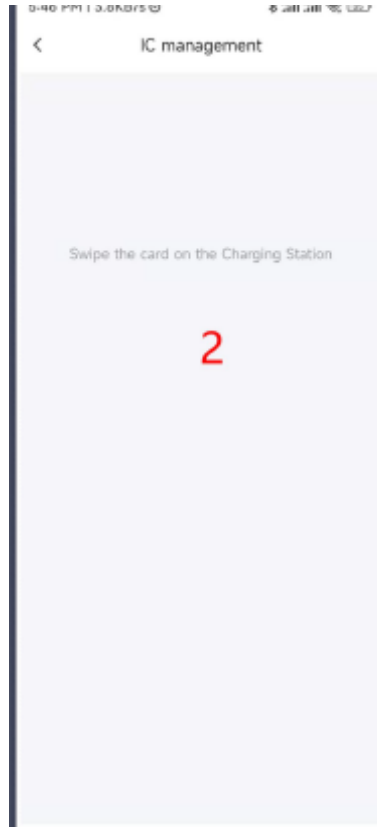 IC management
Swipe the card on the Charging Station
2